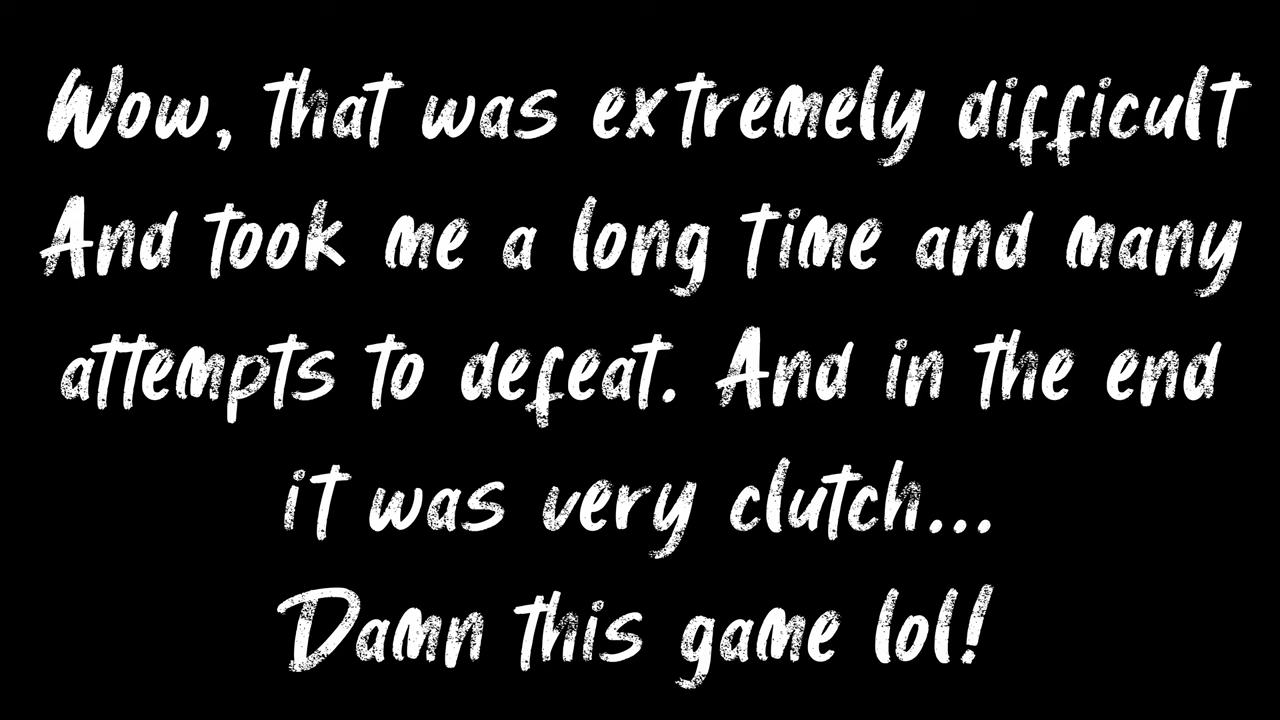 Wow, that was extremely difficult
And took me a long time and many
attempts to defeat. And in the end
it was very clutch...
Damn this game lol!